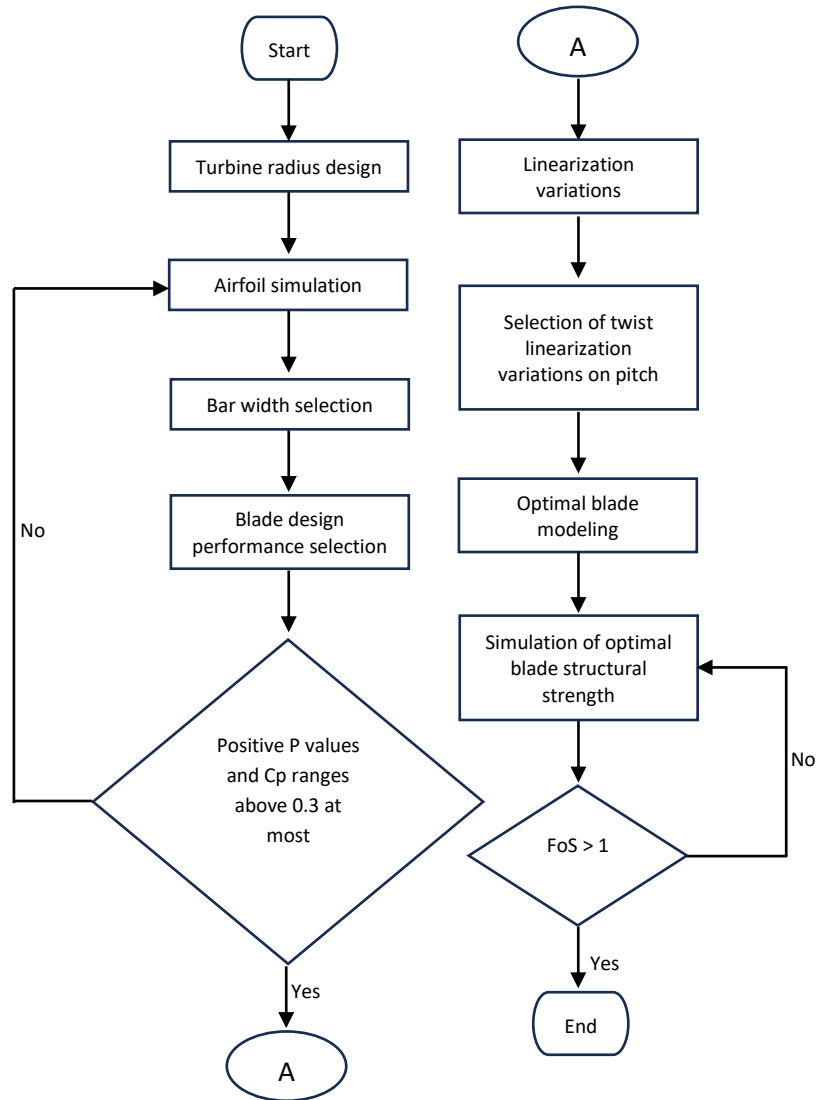 Start
Turbine radius design
Airfoil simulation
Bar width selection
Blade design
performance selection
No
Positive P values
and Cp ranges
above 0.3 at
most
Yes
A
A
Linearization
variations
Selection of twist
linearization
variations on pitch
Optimal blade
modeling
Simulation of optimal
blade structural
strength
No
FoS > 1
Yes
End